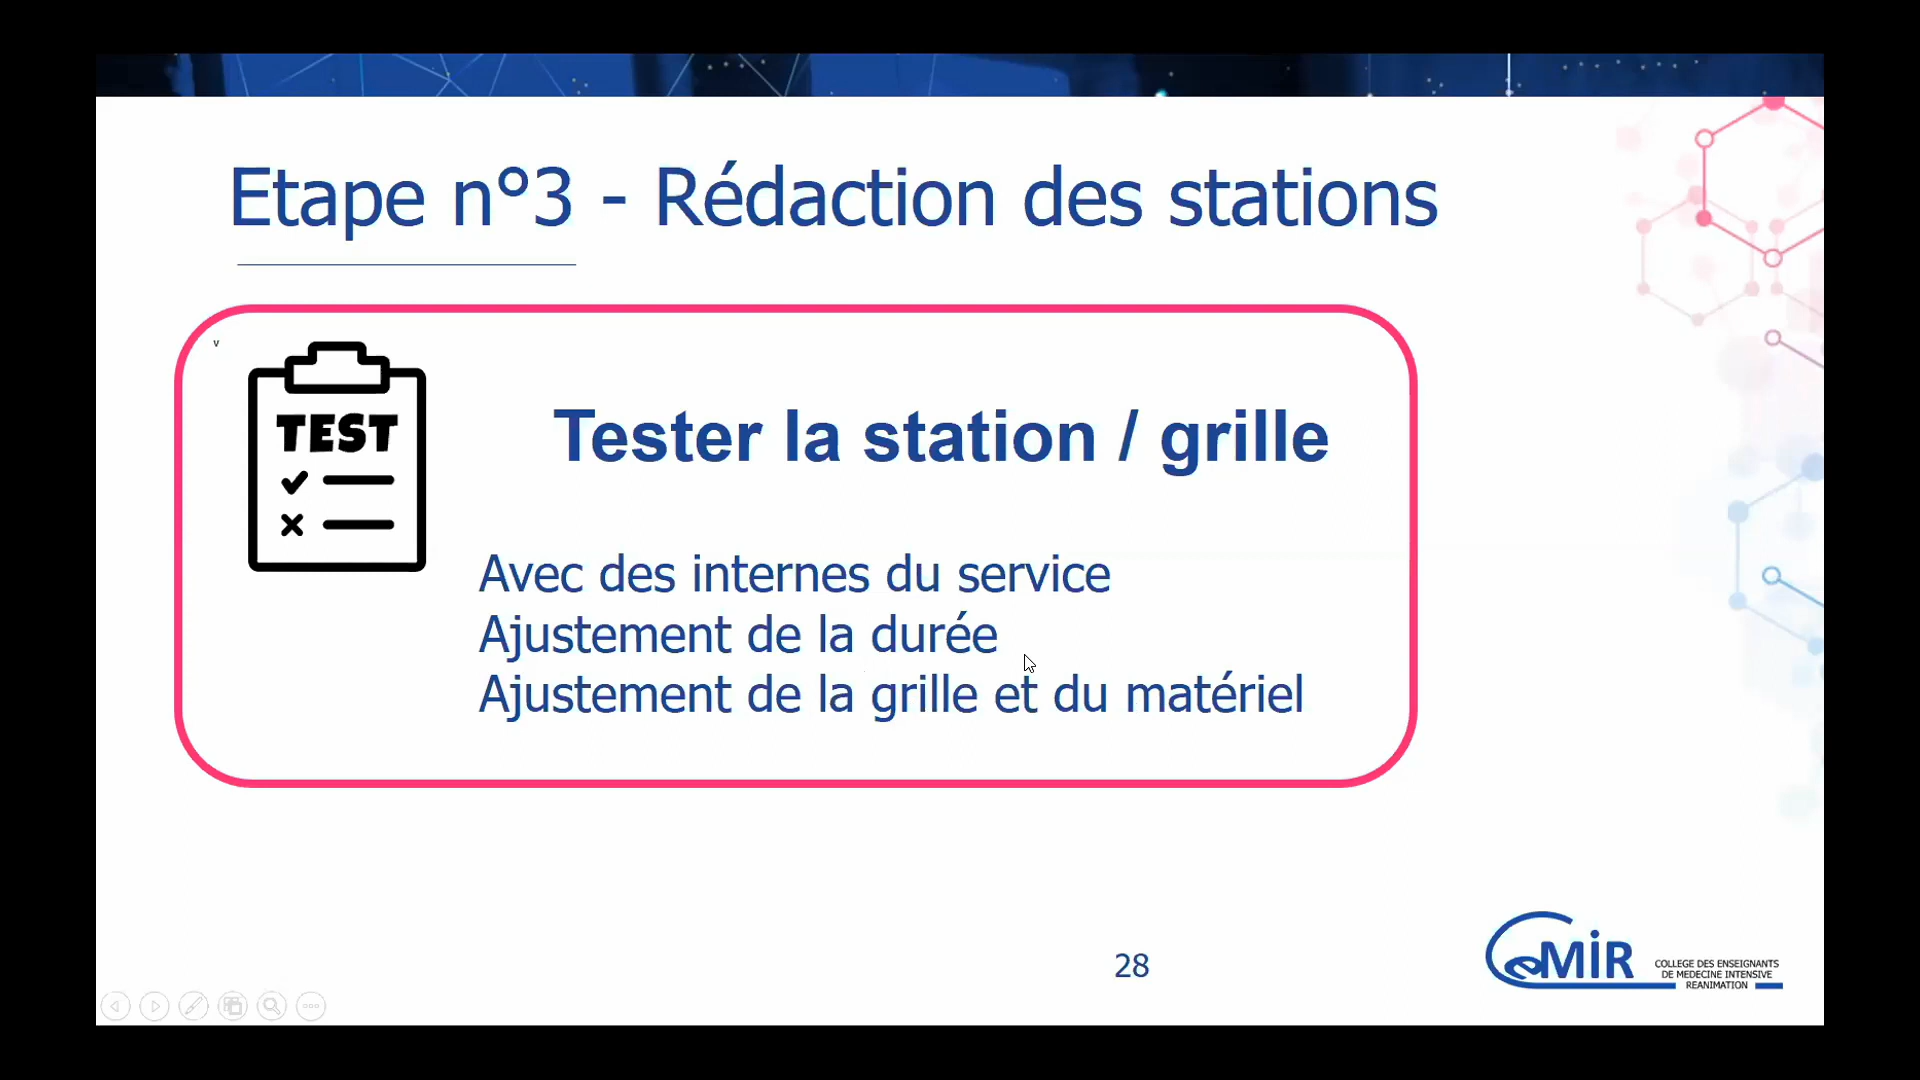 Etape n°3 - Rédaction des stations
v
TEST
Tester la station / grille
Avec des internes du service
Ajustement de la durée
Ajustement de la grille et du matériel
28
CeMiR
COLLEGE DES ENSEIGNANTS
DE MEDECINE INTENSIVE
REANIMATION